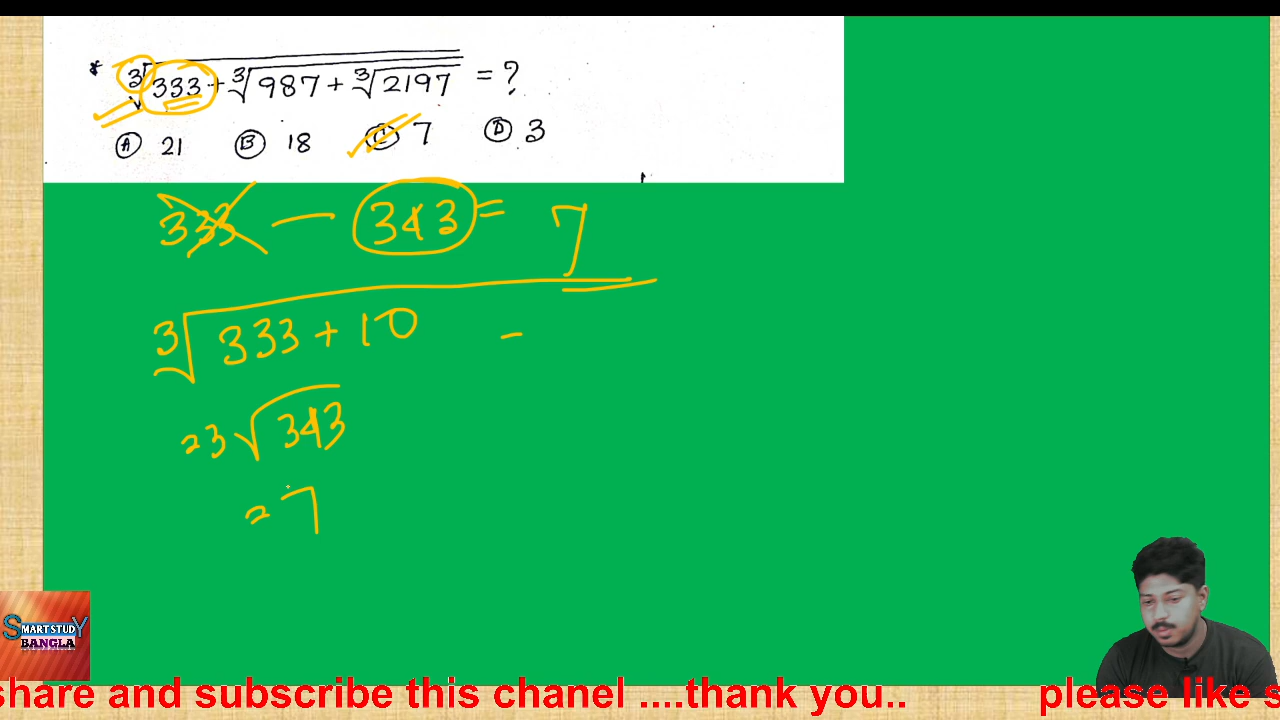 * ∛333 + ∛987 + ∛2197 = ?
Ⓐ 21 Ⓑ 18 Ⓒ 7 Ⓓ 3
333 — 343 = 7
∛333 + 10 =
= ∛343
= 7
SMART STUDY
BANGLA
share and subscribe this chanel ....thank you.. please like s